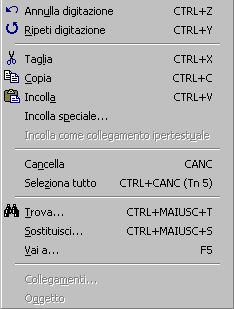 Annulla digitazione CTRL+Z
Ripeti digitazione CTRL+Y
Taglia CTRL+X
Copia CTRL+C
Incolla CTRL+V
Incolla speciale...
Incolla come collegamento ipertestuale
Cancella CANC
Seleziona tutto CTRL+CANC (Tn 5)
Trova... CTRL+MAIUSC+T
Sostituisci... CTRL+MAIUSC+S
Vai a... F5
Collegamenti...
Oggetto